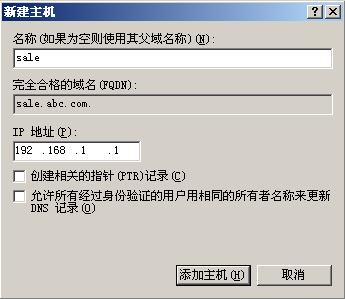 新建主机
名称(如果为空则使用其父域名称)(N):
sale
完全合格的域名(FQDN):
sale.abc.com.
IP 地址(P):
192 .168 .1 .1
创建相关的指针(PTR)记录(C)
允许所有经过身份验证的用户用相同的所有者名称来更新
DNS 记录(O)
添加主机(H) 取消